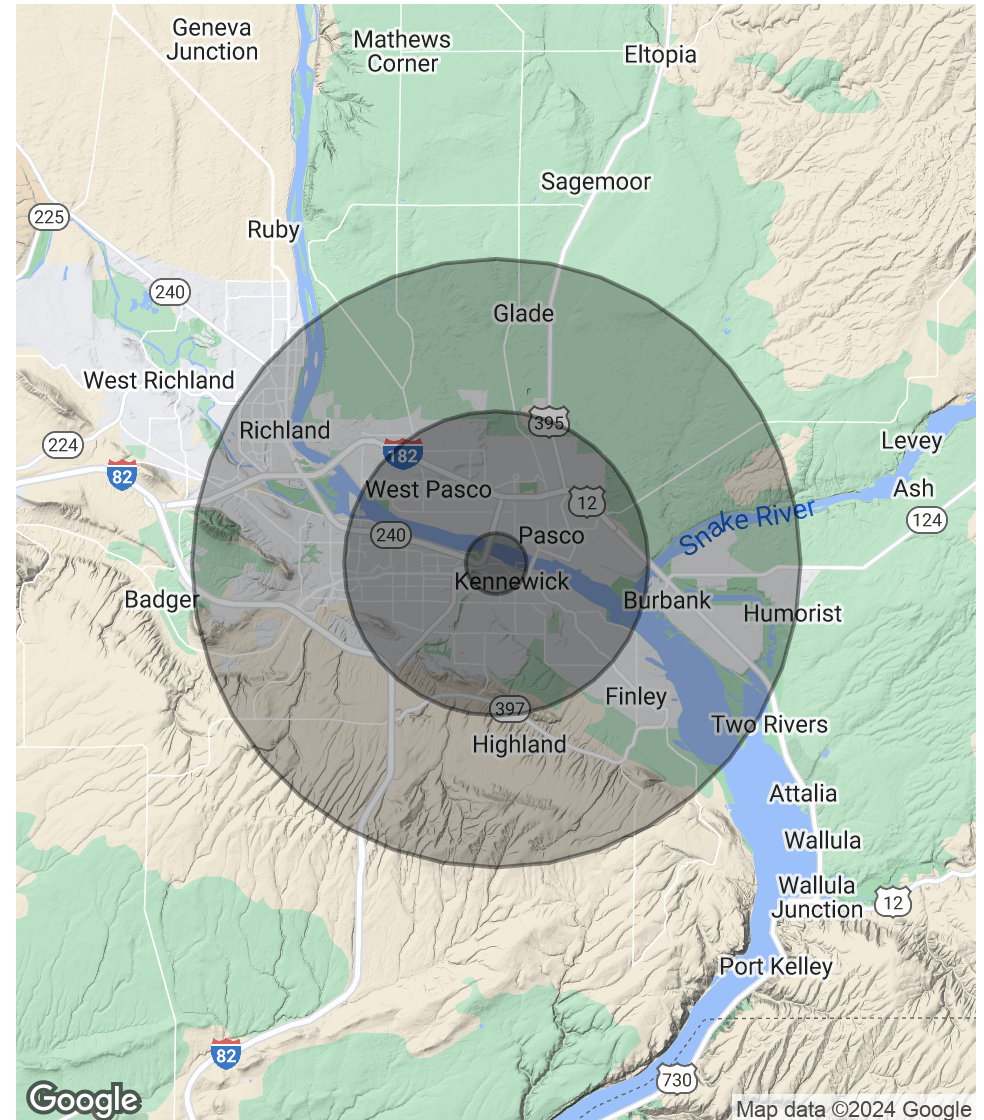 Geneva
Junction
Mathews
Corner
Eltopia
Sagemoor
225
Ruby
240
Glade
West Richland
395
Richland
Levey
224
182
82
West Pasco
Ash
12
Snake River
124
240
Pasco
Kennewick
Badger
Burbank
Humorist
Finley
397
Two Rivers
Highland
Attalia
Wallula
Wallula
Junction
12
Port Kelley
82
730
Google
Map data ©2024 Google